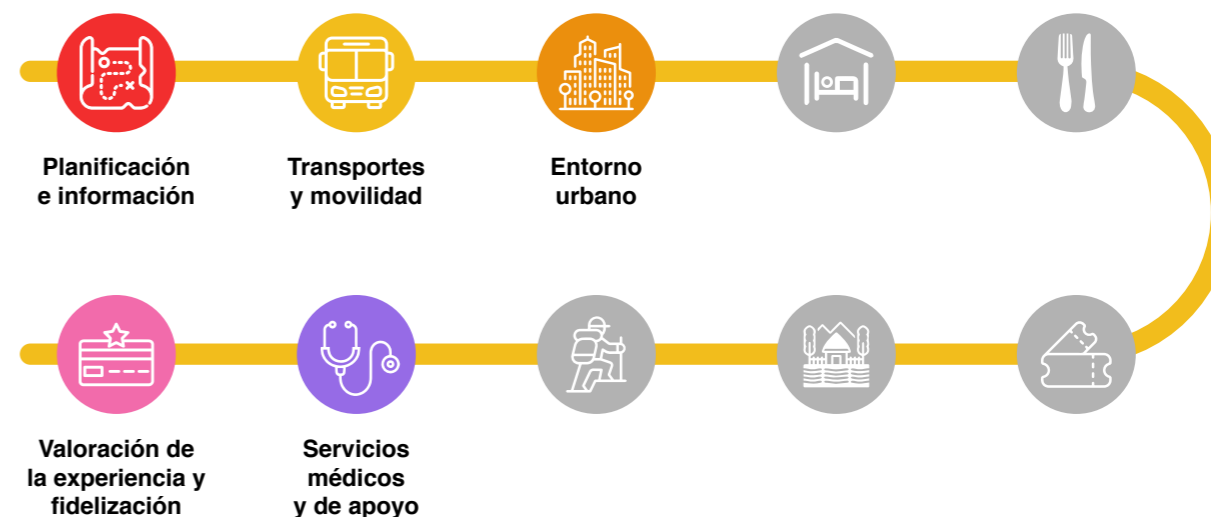 Planificación
e información
Transportes
y movilidad
Entorno
urbano
Valoración de
la experiencia y
fidelización
Servicios
médicos
y de apoyo